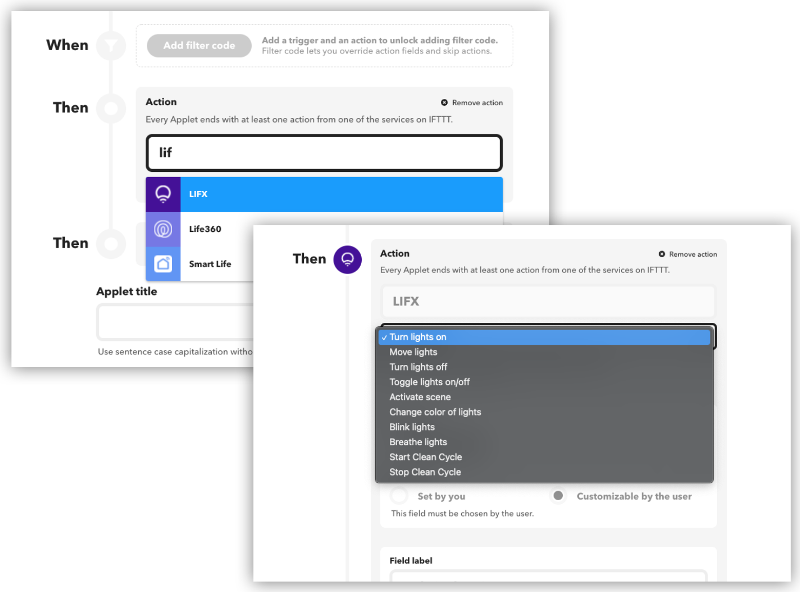 When
Add filter code
Add a trigger and an action to unlock adding filter code.
Filter code lets you override action fields and skip actions.
Then
Action
Remove action
Every Applet ends with at least one action from one of the services on IFTTT.
lif
LIFX
Life360
Then
Smart Life
Applet title
Use sentence case capitalization witho
Then
Action
Remove action
Every Applet ends with at least one action from one of the services on IFTTT.
LIFX
✓ Turn lights on
Move lights
Turn lights off
Toggle lights on/off
Activate scene
Change color of lights
Blink lights
Breathe lights
Start Clean Cycle
Stop Clean Cycle
Set by you
Customizable by the user
This field must be chosen by the user.
Field label